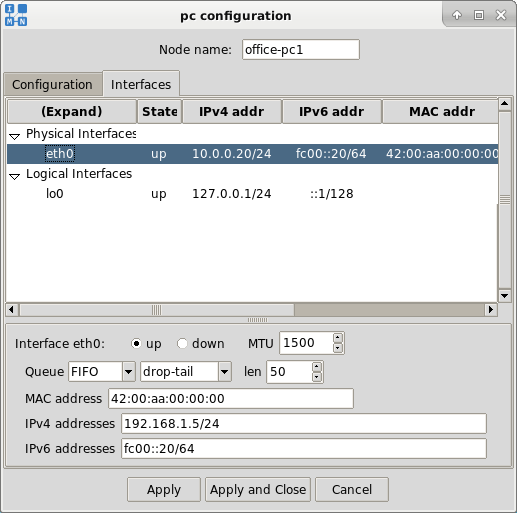 IMN
pc configuration
Node name: office-pc1
Configuration Interfaces
(Expand) State IPv4 addr IPv6 addr MAC addr
Physical Interfaces
eth0 up 10.0.0.20/24 fc00::20/64 42:00:aa:00:00:00
Logical Interfaces
lo0 up 127.0.0.1/24 ::1/128
Interface eth0: up down MTU 1500
Queue FIFO drop-tail len 50
MAC address 42:00:aa:00:00:00
IPv4 addresses 192.168.1.5/24
IPv6 addresses fc00::20/64
Apply Apply and Close Cancel